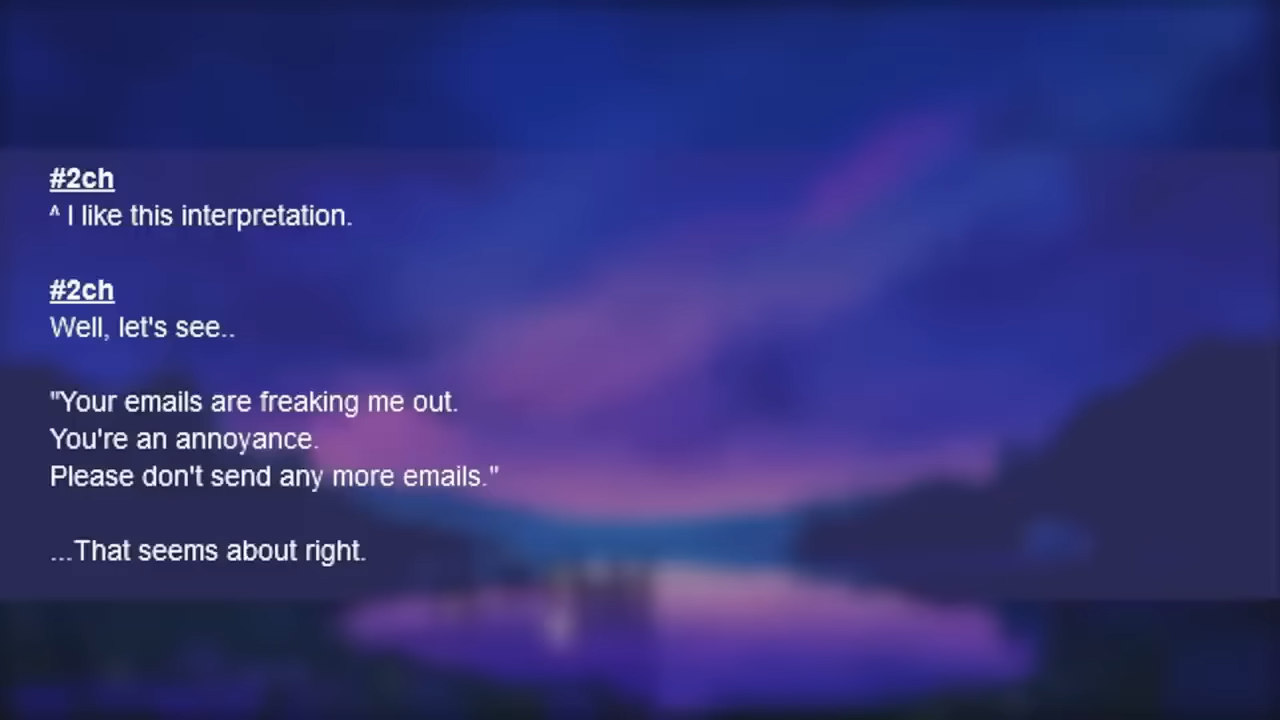 #2ch
^ I like this interpretation.
#2ch
Well, let's see..
"Your emails are freaking me out.
You're an annoyance.
Please don't send any more emails."
...That seems about right.